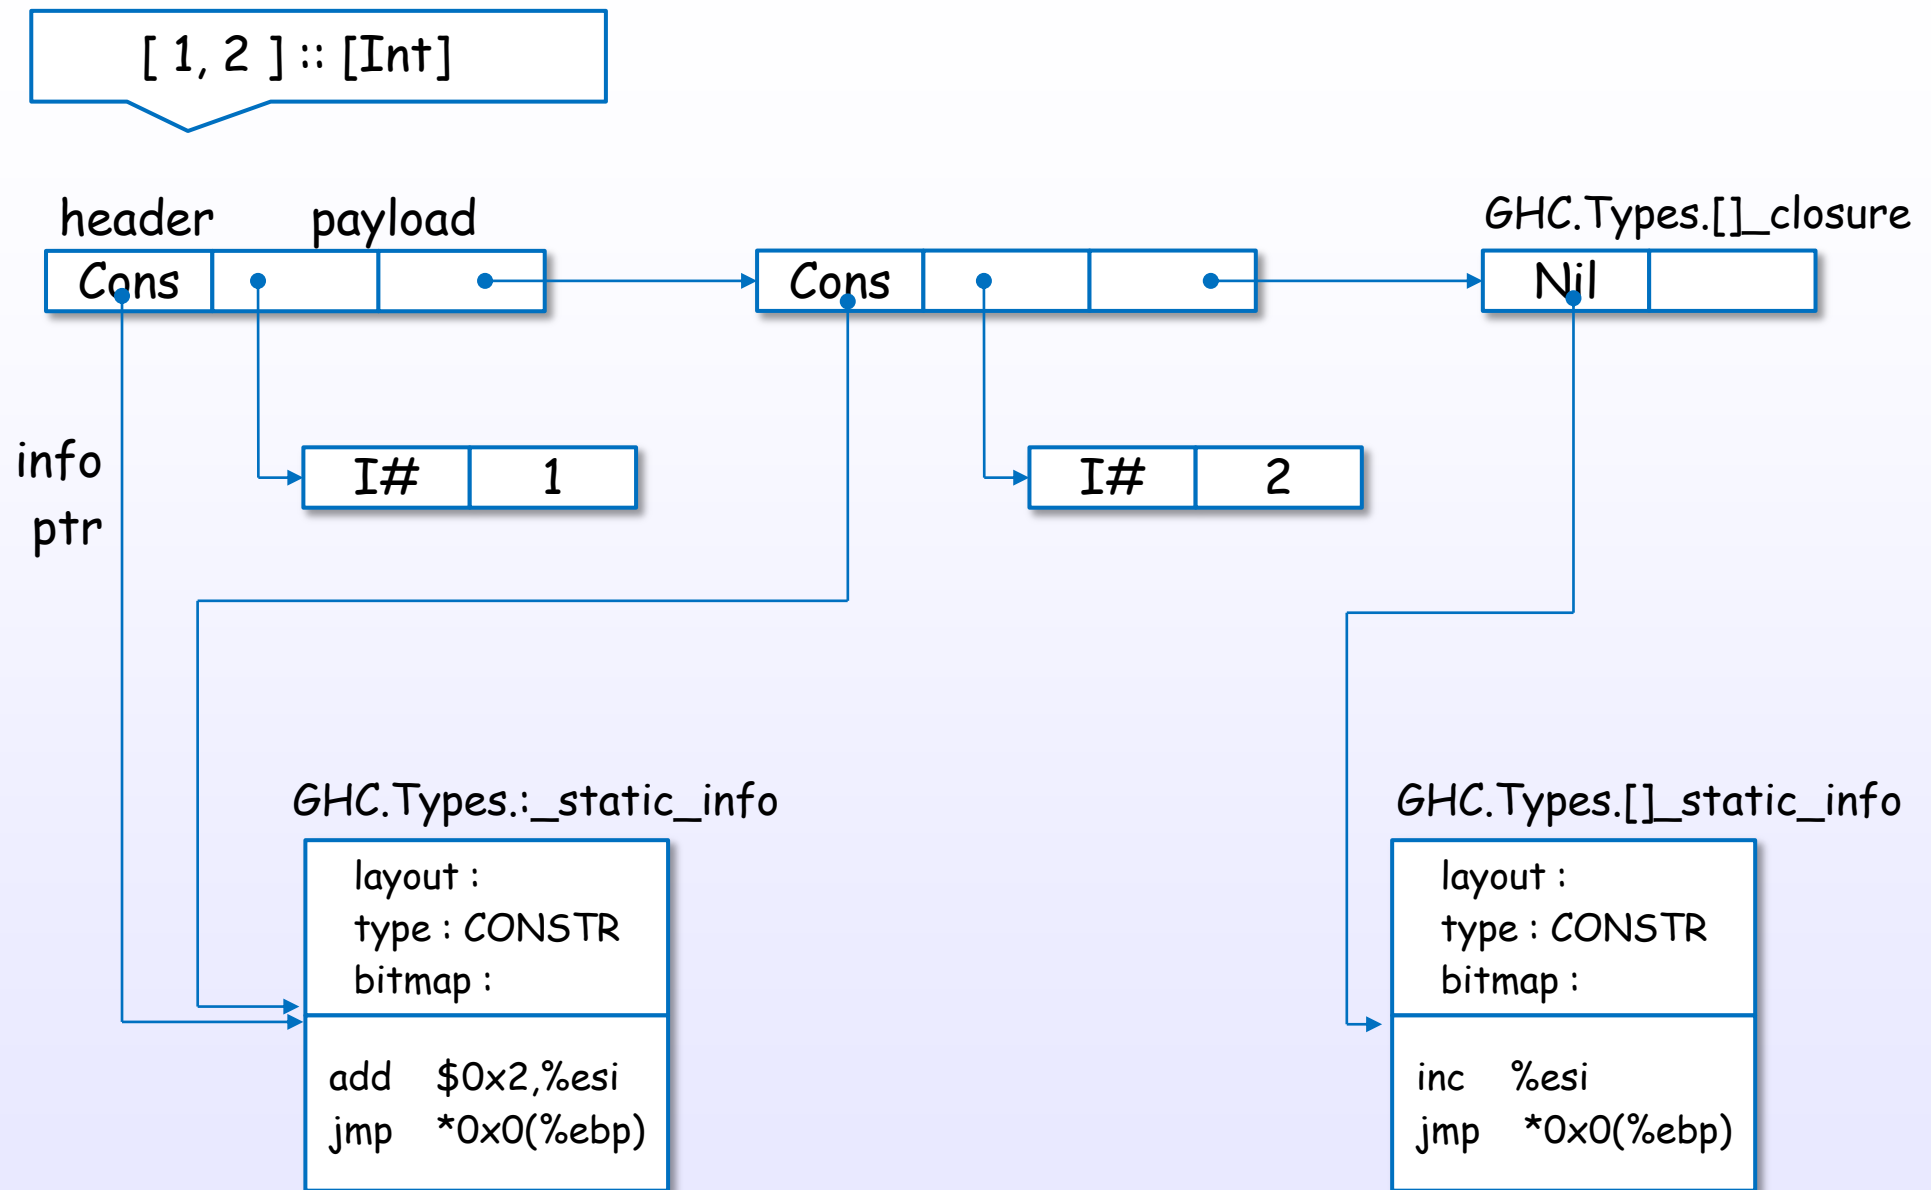 [ 1, 2 ] :: [Int]
header payload
GHC.Types.[]_closure
Cons
Cons
Nil
info
ptr
I# 1
I# 2
GHC.Types.:_static_info
layout :
type : CONSTR
bitmap :
add $0x2,%esi
jmp *0x0(%ebp)
GHC.Types.[]_static_info
layout :
type : CONSTR
bitmap :
inc %esi
jmp *0x0(%ebp)